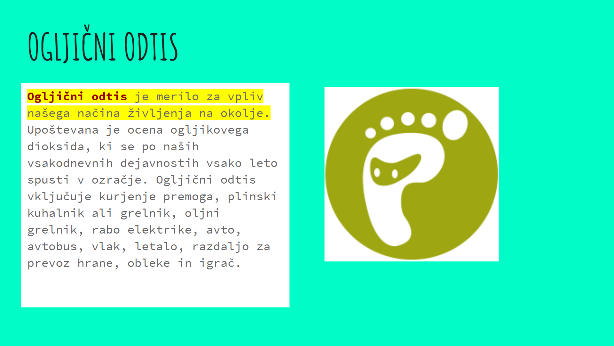 OGLJIČNI ODTIS
Ogljični odtis je merilo za vpliv
našega načina življenja na okolje.
Upoštevana je ocena ogljikovega
dioksida, ki se po naših
vsakodnevnih dejavnostih vsako leto
spusti v ozračje. Ogljični odtis
vključuje kurjenje premoga, plinski
kuhalnik ali grelnik, oljni
grelnik, rabo elektrike, avto,
avtobus, vlak, letalo, razdaljo za
prevoz hrane, obleke in igrač.